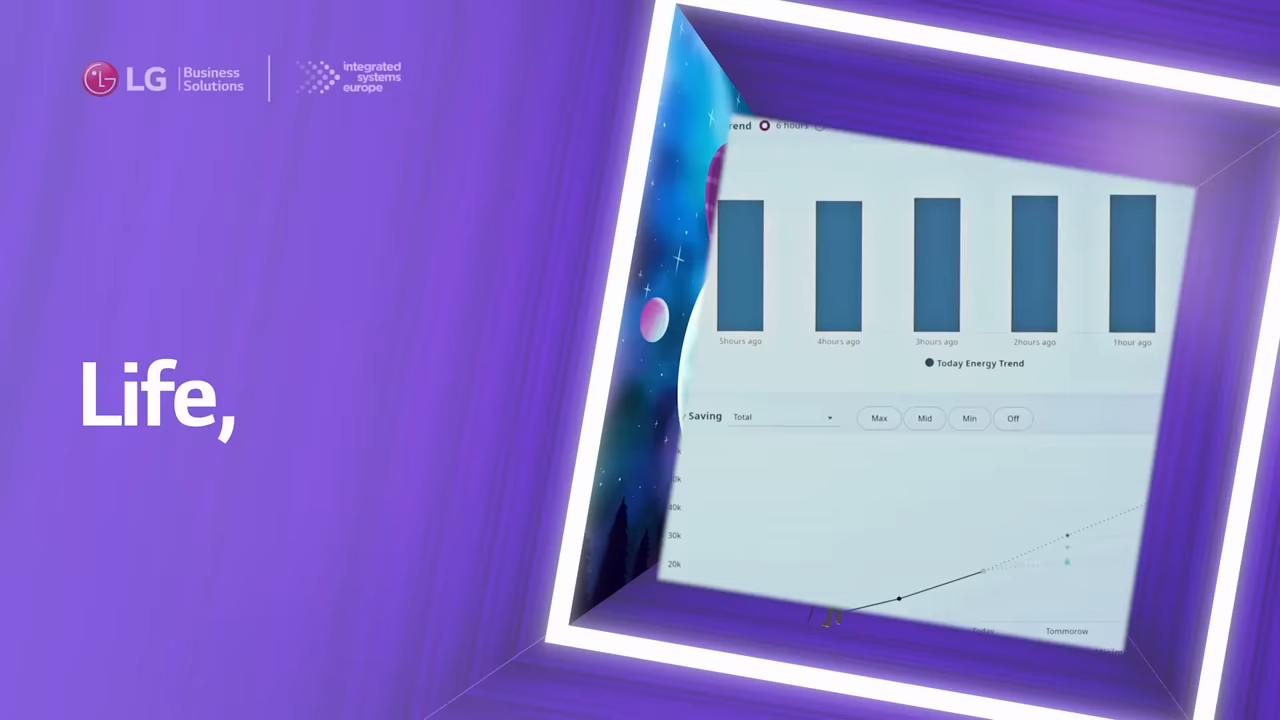 LG Business Solutions
integrated systems europe
rend 6 hours
5hours ago 4hours ago 3hours ago 2hours ago 1hour ago
Today Energy Trend
Life,
Saving Total Max Mid Min Off
40k
30k
20k
Today Tommorow